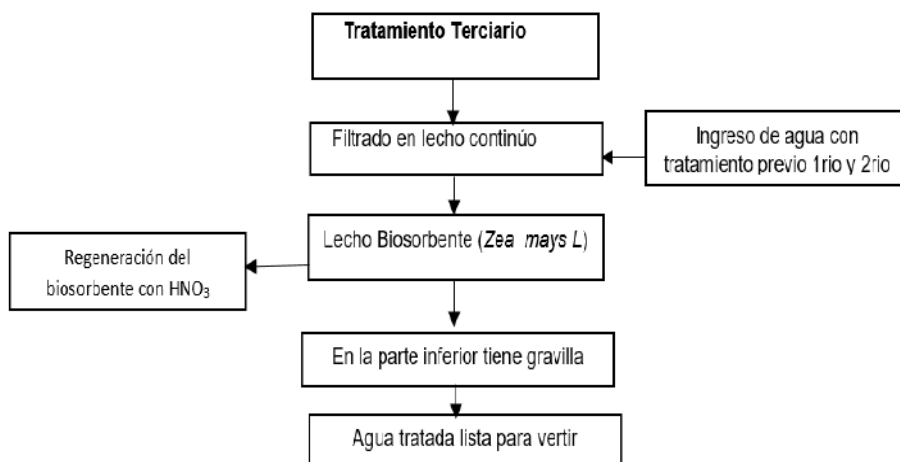 Tratamiento Terciario
Filtrado en lecho continúo
Ingreso de agua con
tratamiento previo 1rio y 2rio
Lecho Biosorbente (Zea mays L)
Regeneración del
biosorbente con HNO₃
En la parte inferior tiene gravilla
Agua tratada lista para vertir